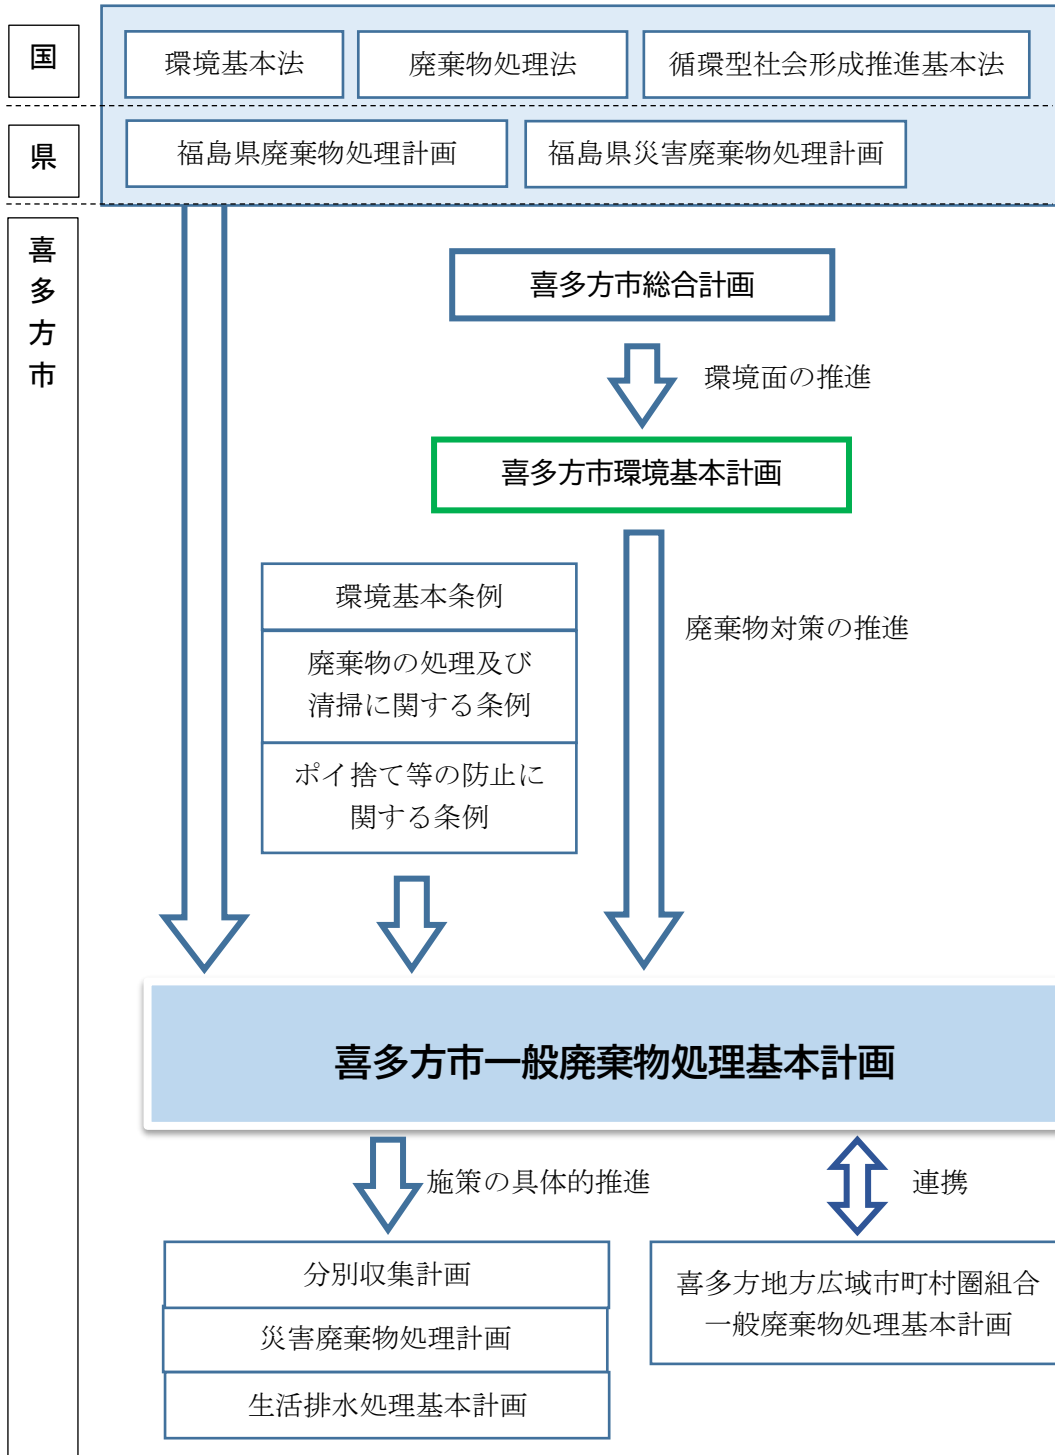 国
環境基本法
廃棄物処理法
循環型社会形成推進基本法
県
福島県廃棄物処理計画
福島県災害廃棄物処理計画
喜多方市
喜多方市総合計画
環境面の推進
喜多方市環境基本計画
環境基本条例
廃棄物の処理及び
清掃に関する条例
ポイ捨て等の防止に
関する条例
廃棄物対策の推進
喜多方市一般廃棄物処理基本計画
施策の具体的推進
連携
分別収集計画
災害廃棄物処理計画
生活排水処理基本計画
喜多方地方広域市町村圏組合
一般廃棄物処理基本計画